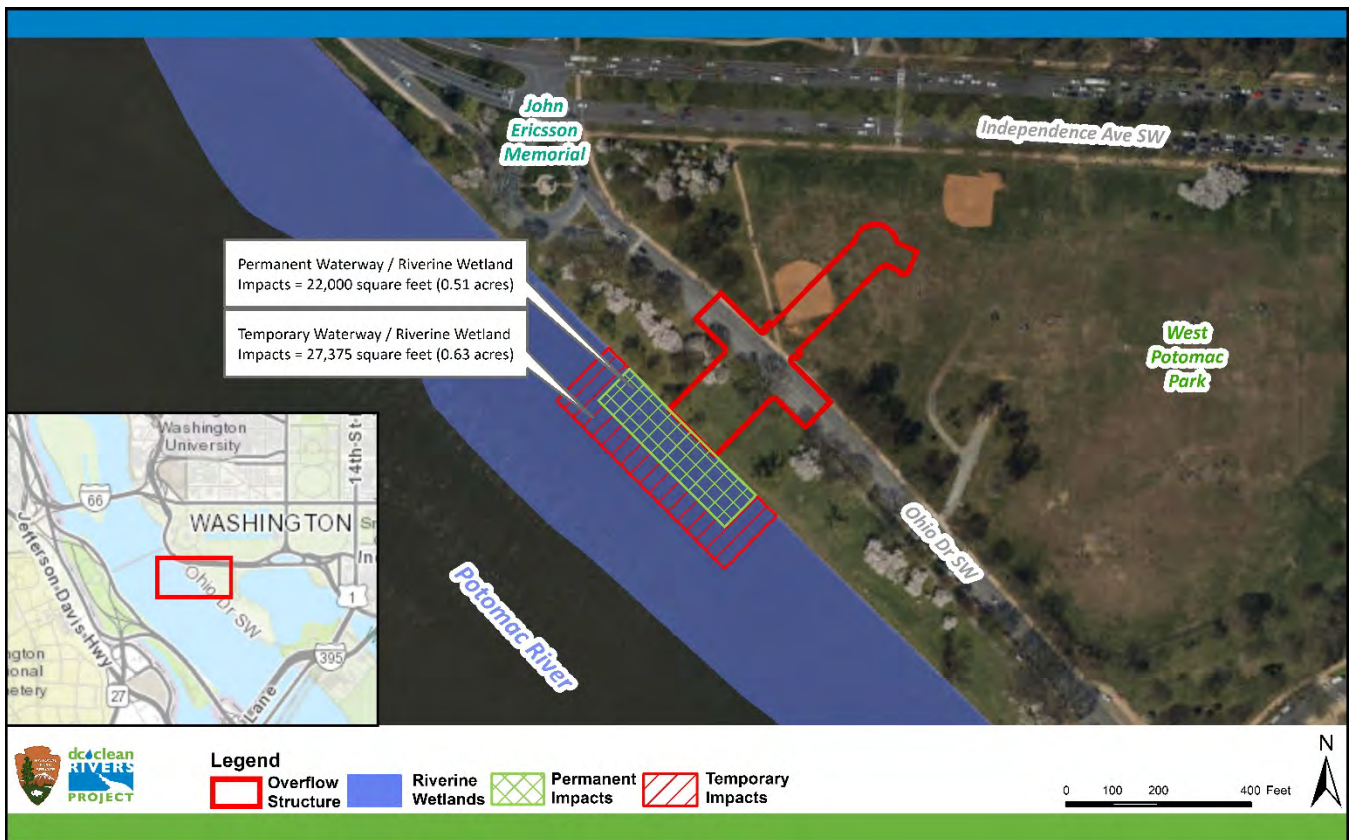 John
Ericsson
Memorial
Independence Ave SW
Permanent Waterway / Riverine Wetland
Impacts = 22,000 square feet (0.51 acres)
Temporary Waterway / Riverine Wetland
Impacts = 27,375 square feet (0.63 acres)
West
Potomac
Park
Ohio Dr SW
Potomac River
Washington
University
14th-St
66
WASHINGTON
Jefferson-Davis-Hwy
Ohio Dr SW
1
395
27
Lane
dc clean
RIVERS
PROJECT
Legend
Overflow
Structure
Riverine
Wetlands
Permanent
Impacts
Temporary
Impacts
0 100 200 400 Feet
N